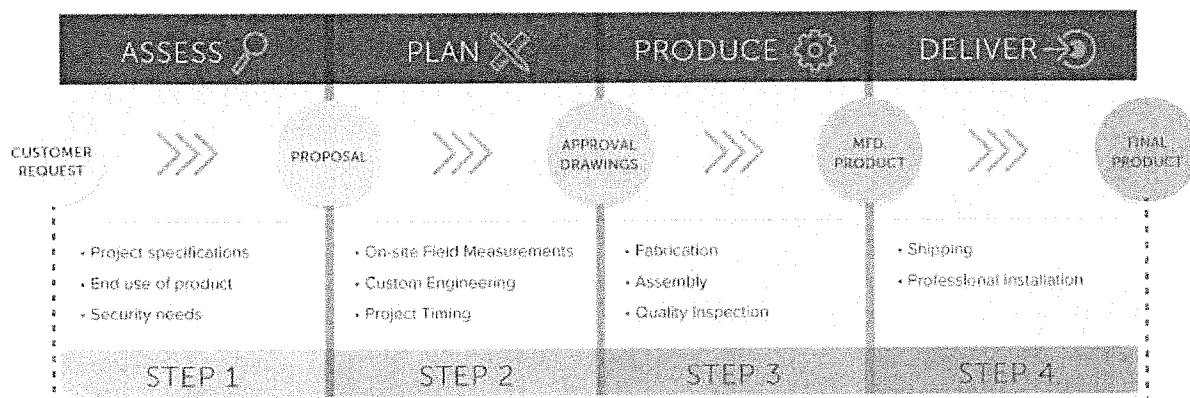 ASSESS
PLAN
PRODUCE
DELIVER
CUSTOMER
REQUEST
PROPOSAL
APPROVAL
DRAWINGS
MFD.
PRODUCT
FINAL
PRODUCT
• Project specifications
• End use of product
• Security needs
• On-site Field Measurements
• Custom Engineering
• Project Timing
• Fabrication
• Assembly
• Quality Inspection
• Shipping
• Professional Installation
STEP 1
STEP 2
STEP 3
STEP 4